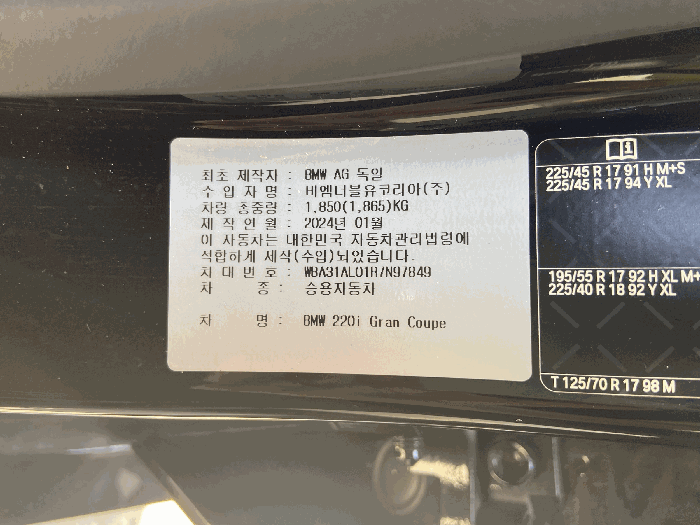 최초 제작자 : BMW AG 독일
수 입 자 명 : 비엠더블유코리아(주)
차량 총중량 : 1,850(1,865)KG
제 작 연 월 : 2024년 01월
이 자동차는 대한민국 자동차관리법령에
적합하게 제작(수입)되었습니다.
차 대 번 호 : WBA31AL01R7N97849
차 종 : 승용자동차
차 명 : BMW 220i Gran Coupe
225/45 R 17 91 H M+S
225/45 R 17 94 Y XL
195/55 R 17 92 H XL M+
225/40 R 18 92 Y XL
T 125/70 R 17 98 M